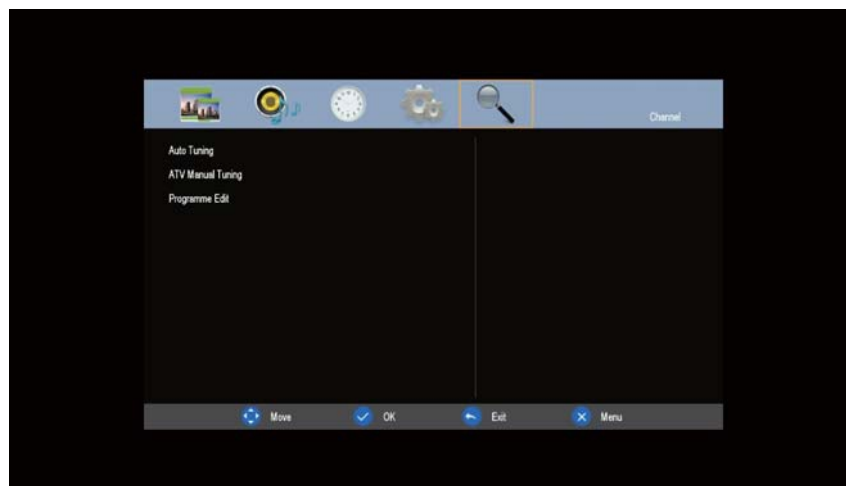 Channel
Auto Tuning
ATV Manual Tuning
Programme Edit
Move OK Exit Menu